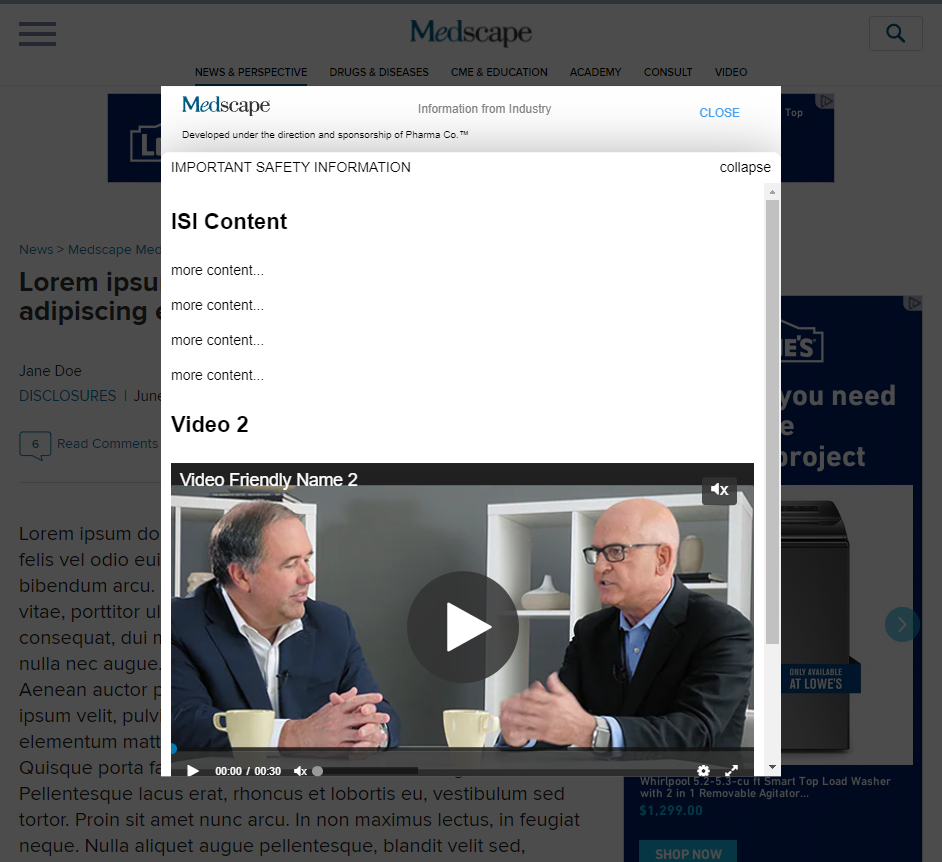 Medscape
NEWS & PERSPECTIVE DRUGS & DISEASES CME & EDUCATION ACADEMY CONSULT VIDEO
Medscape
Information from Industry
CLOSE
Developed under the direction and sponsorship of Pharma Co.™
Top
IMPORTANT SAFETY INFORMATION
collapse
ISI Content
more content...
more content...
more content...
more content...
Video 2
Video Friendly Name 2
00:00 / 00:30
News > Medscape Med
Lorem ipsu
adipiscing
Jane Doe
DISCLOSURES | June
6 Read Comments
Lorem ipsum do
felis vel odio eui
bibendum arcu.
vitae, porttitor ul
consequat, dui n
nulla nec augue.
Aenean auctor p
ipsum velit, pulvi
elementum matt
Quisque porta fa
Pellentesque lacus erat, rhoncus et lobortis eu, vestibulum sed
tortor. Proin sit amet nunc arcu. In non maximus lectus, in feugiat
neque. Nulla aliquet augue pellentesque, blandit velit sed,
E'S
you need
e
project
ONLY AVAILABLE
AT LOWE'S
Whirlpool 5.2-5.3-cu ft Smart Top Load Washer
with 2 in 1 Removable Agitator...
$1,299.00
SHOP NOW